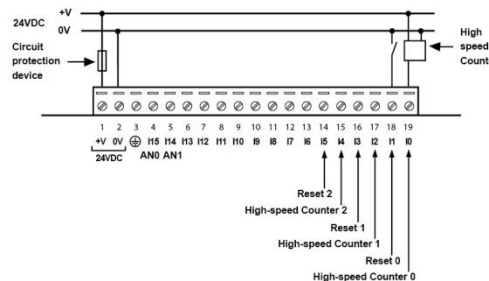 +V
24VDC
0V
Circuit
protection
device
High
speed
1 2 3 4 5 6 7 8 9 10 11 12 13 14 15 16 17 18 19
+V 0V I15 I14 I13 I12 I11 I10 I9 I8 I7 I6 I5 I4 I3 I2 I1 I0
24VDC AN0 AN1
Reset 2
High-speed Counter 2
Reset 1
High-speed Counter 1
Reset 0
High-speed Counter 0